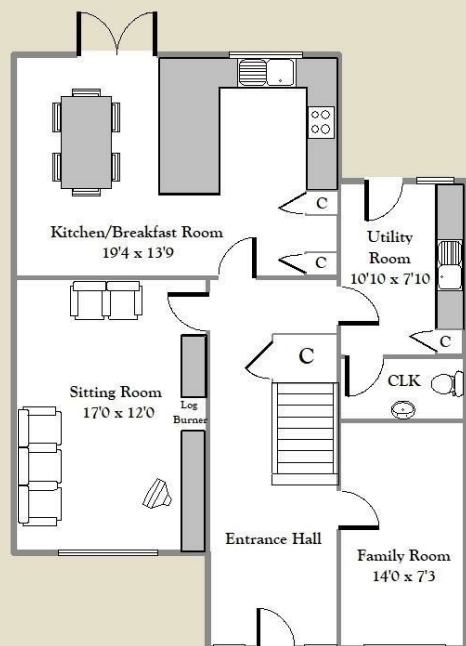 Kitchen/Breakfast Room
19'4 x 13'9
C
C
Utility
Room
10'10 x 7'10
C
C
CLK
Sitting Room
17'0 x 12'0
Log
Burner
Entrance Hall
Family Room
14'0 x 7'3